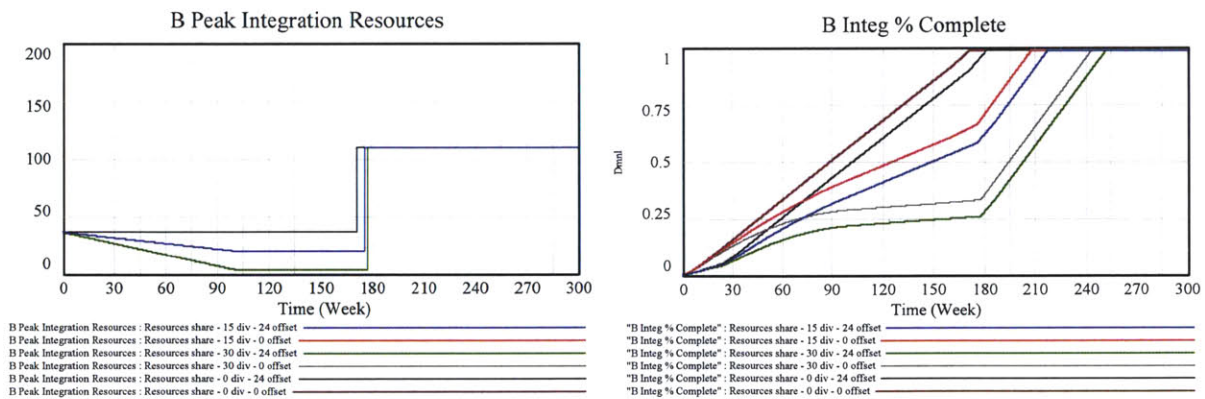 B Peak Integration Resources
200
150
100
50
0
0 30 60 90 120 150 180 210 240 270 300
Time (Week)
B Peak Integration Resources : Resources share - 15 div - 24 offset
B Peak Integration Resources : Resources share - 15 div - 0 offset
B Peak Integration Resources : Resources share - 30 div - 24 offset
B Peak Integration Resources : Resources share - 30 div - 0 offset
B Peak Integration Resources : Resources share - 0 div - 24 offset
B Peak Integration Resources : Resources share - 0 div - 0 offset
B Integ % Complete
1
0.75
0.5
0.25
0
Dmnl
0 30 60 90 120 150 180 210 240 270 300
Time (Week)
"B Integ % Complete" : Resources share - 15 div - 24 offset
"B Integ % Complete" : Resources share - 15 div - 0 offset
"B Integ % Complete" : Resources share - 30 div - 24 offset
"B Integ % Complete" : Resources share - 30 div - 0 offset
"B Integ % Complete" : Resources share - 0 div - 24 offset
"B Integ % Complete" : Resources share - 0 div - 0 offset